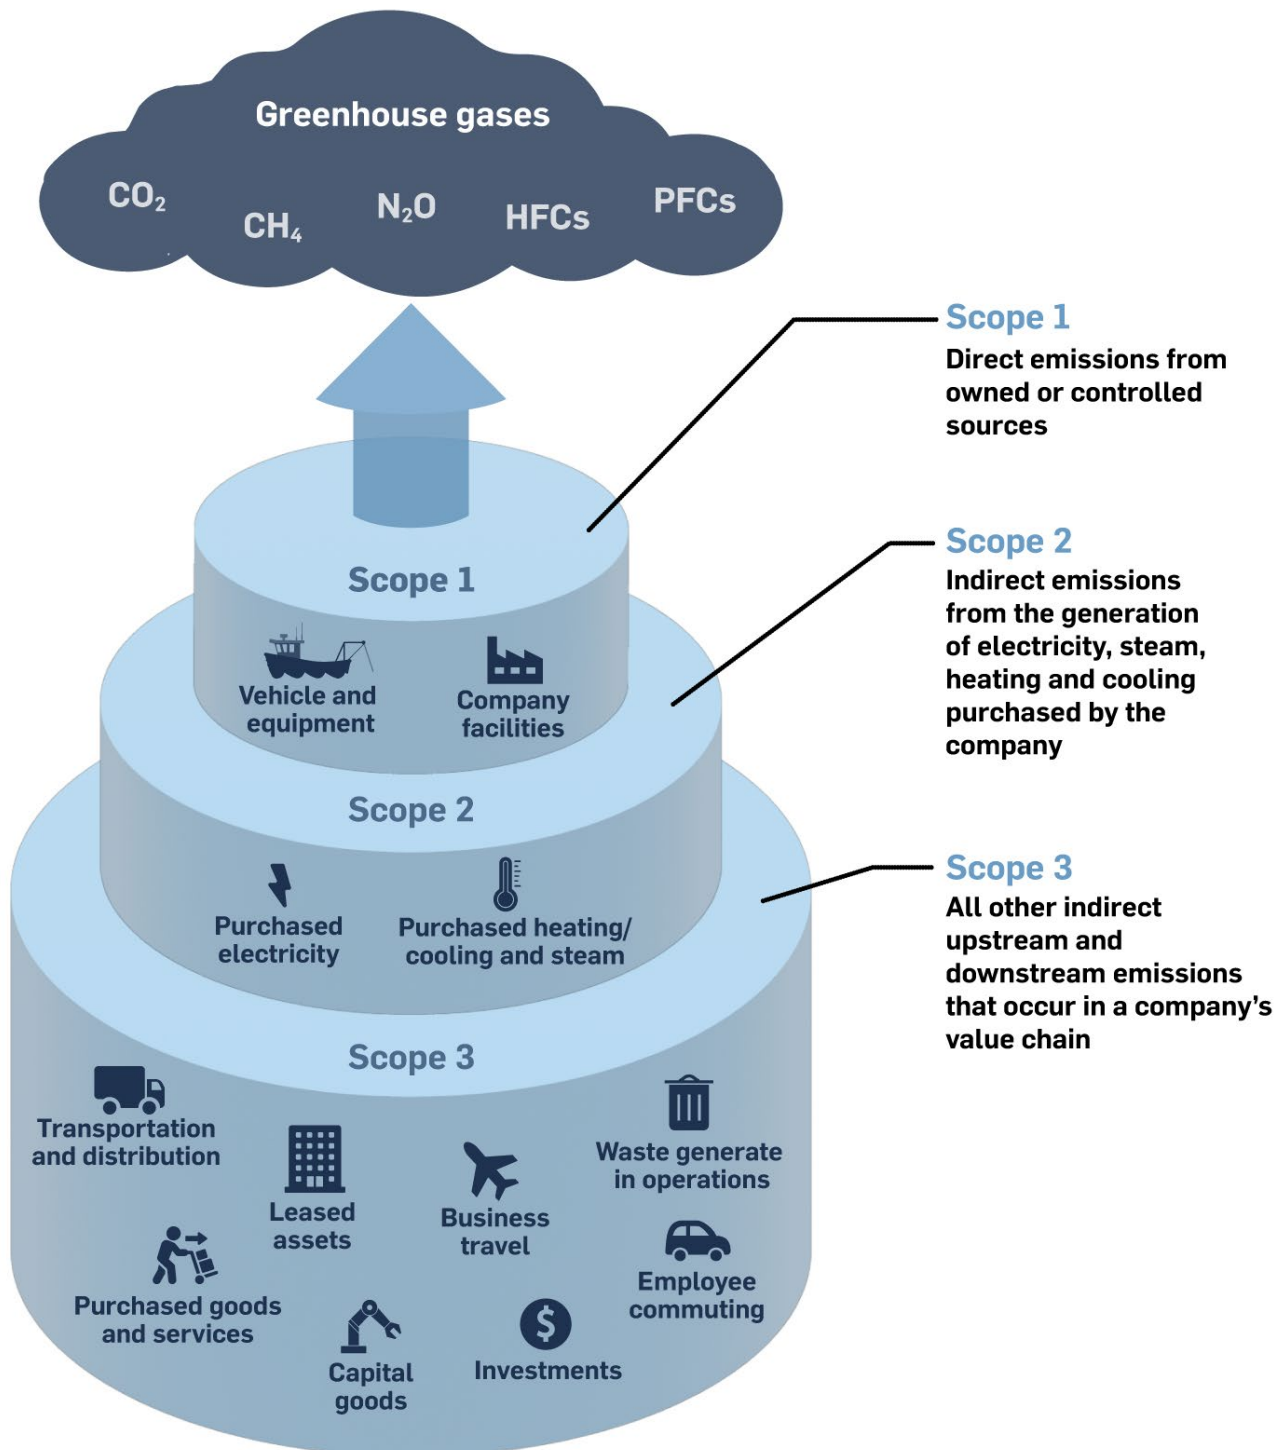 Greenhouse gases
CO₂
CH₄
N₂O
HFCs
PFCs
Scope 1
Direct emissions from
owned or controlled
sources
Scope 1
Vehicle and
equipment
Company
facilities
Scope 2
Indirect emissions
from the generation
of electricity, steam,
heating and cooling
purchased by the
company
Scope 2
Purchased
electricity
Purchased heating/
cooling and steam
Scope 3
All other indirect
upstream and
downstream emissions
that occur in a company's
value chain
Scope 3
Transportation
and distribution
Leased
assets
Business
travel
Waste generate
in operations
Purchased goods
and services
Capital
goods
$
Investments
Employee
commuting